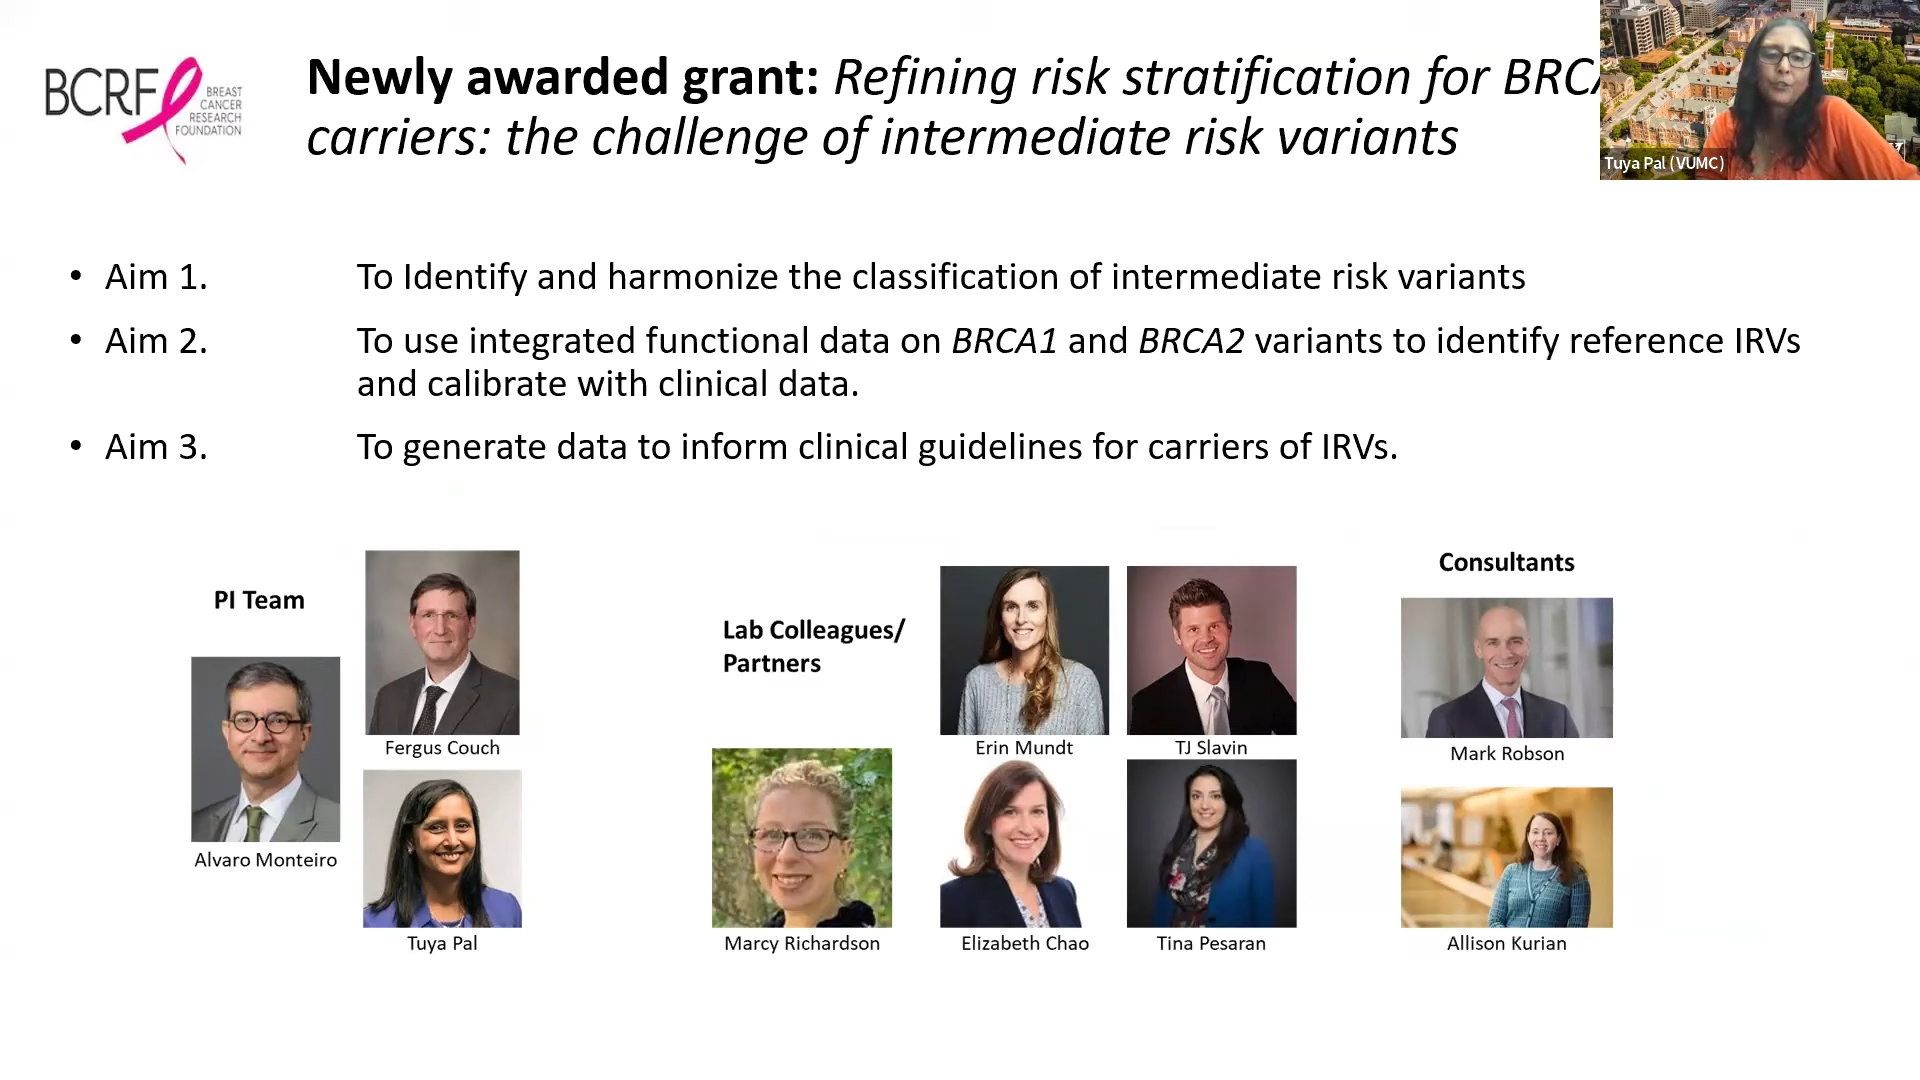 BCRF
BREAST
CANCER
RESEARCH
FOUNDATION
Newly awarded grant: Refining risk stratification for BRCA
carriers: the challenge of intermediate risk variants
Tuya Pal (VUMC)
• Aim 1. To Identify and harmonize the classification of intermediate risk variants
• Aim 2. To use integrated functional data on BRCA1 and BRCA2 variants to identify reference IRVs
and calibrate with clinical data.
• Aim 3. To generate data to inform clinical guidelines for carriers of IRVs.
PI Team
Fergus Couch
Alvaro Monteiro
Tuya Pal
Lab Colleagues/
Partners
Erin Mundt
TJ Slavin
Marcy Richardson
Elizabeth Chao
Tina Pesaran
Consultants
Mark Robson
Allison Kurian